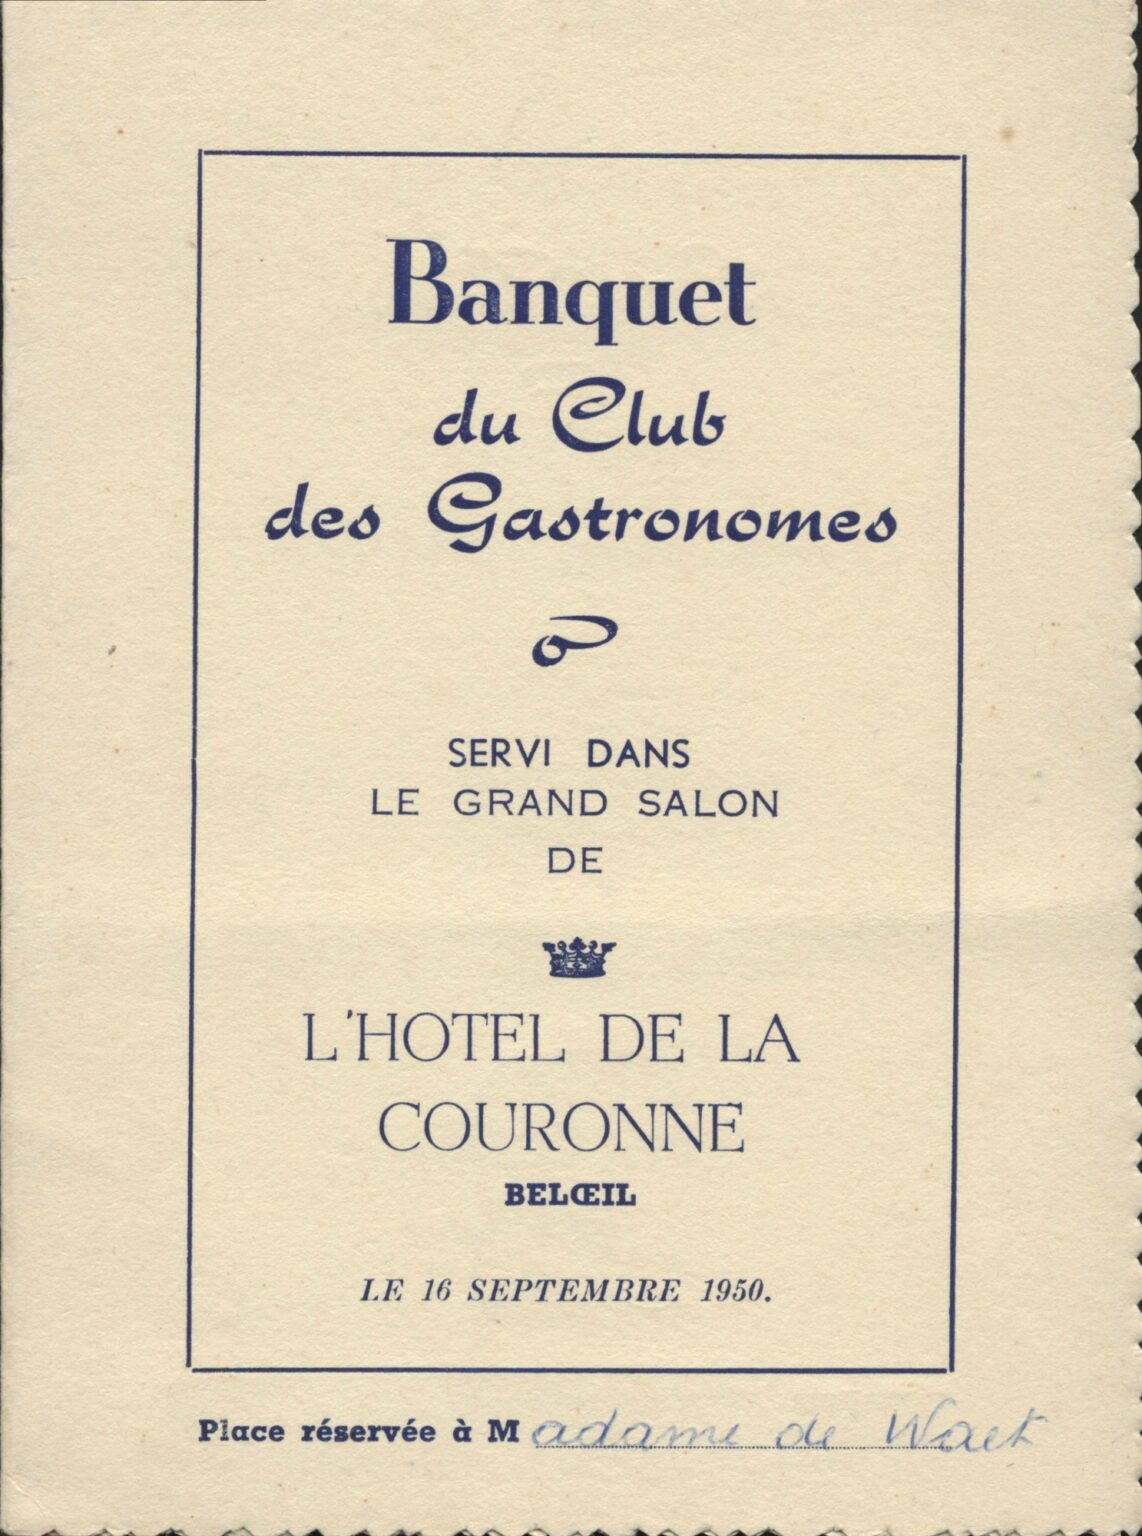 Banquet
du Club
des Gastronomes
SERVI DANS
LE GRAND SALON
DE
L'HOTEL DE LA
COURONNE
BELŒIL
LE 16 SEPTEMBRE 1950.
Place réservée à Madame de Waet